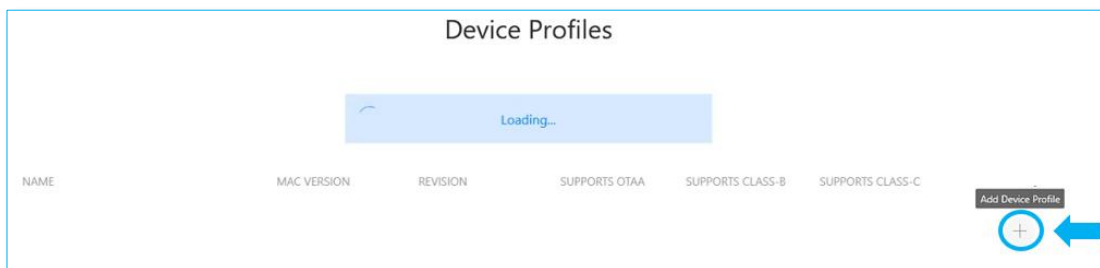 Device Profiles
Loading...
NAME MAC VERSION REVISION SUPPORTS OTAA SUPPORTS CLASS-B SUPPORTS CLASS-C
Add Device Profile
+